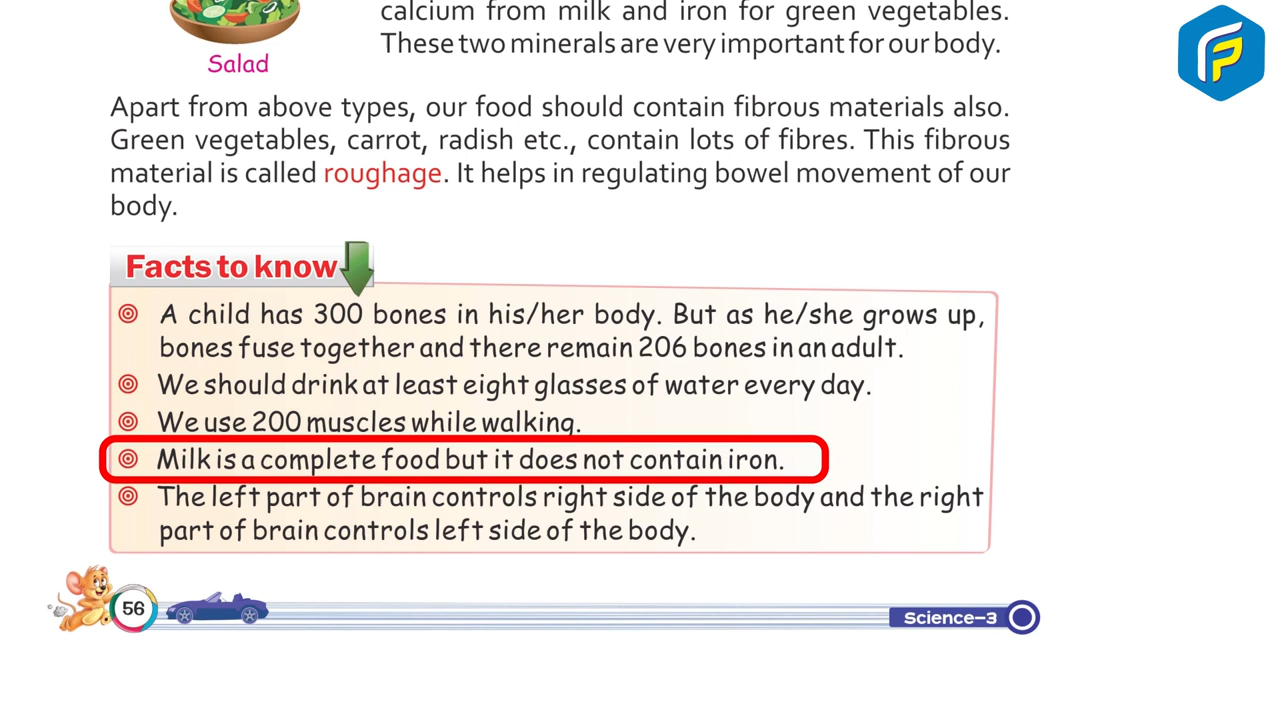 calcium from milk and iron for green vegetables.
These two minerals are very important for our body.
Salad
Apart from above types, our food should contain fibrous materials also.
Green vegetables, carrot, radish etc., contain lots of fibres. This fibrous
material is called roughage. It helps in regulating bowel movement of our
body.
Facts to know
A child has 300 bones in his/her body. But as he/she grows up,
bones fuse together and there remain 206 bones in an adult.
We should drink at least eight glasses of water every day.
We use 200 muscles while walking.
Milk is a complete food but it does not contain iron.
The left part of brain controls right side of the body and the right
part of brain controls left side of the body.
56
Science–3